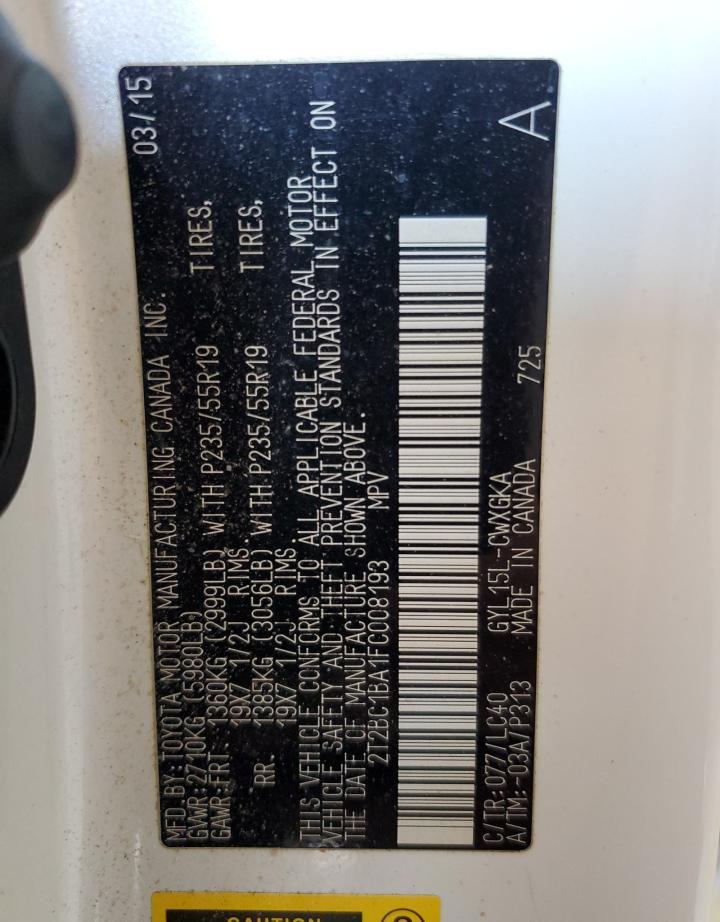 MFD.BY:TOYOTA MOTOR MANUFACTURING CANADA INC. 03/15
GVWR:2710KG(5980LB)
GAWR:FRT. 1360KG(2999LB) WITH P235/55R19 TIRES,
19X7 1/2J RIMS.
RR. 1385KG(3056LB) WITH P235/55R19 TIRES,
19X7 1/2J RIMS
THIS VEHICLE CONFORMS TO ALL APPLICABLE FEDERAL MOTOR
VEHICLE SAFETY AND THEFT PREVENTION STANDARDS IN EFFECT ON
THE DATE OF MANUFACTURE SHOWN ABOVE.
2T2BC1BA1FC008193 MPV
C/TR:077/LC40 GYL15L-CWXGKA
A/TM:-03A/P313 MADE IN CANADA 725 A
CAUTION